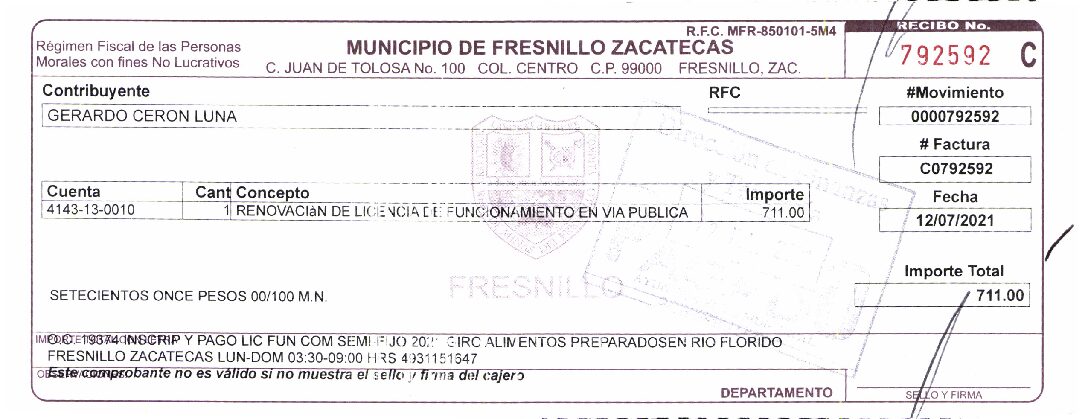 Régimen Fiscal de las Personas
Morales con fines No Lucrativos
R.F.C. MFR-850101-5M4
MUNICIPIO DE FRESNILLO ZACATECAS
C. JUAN DE TOLOSA No. 100 COL. CENTRO C.P. 99000 FRESNILLO, ZAC.
RECIBO No.
792592 C
Contribuyente
GERARDO CERON LUNA
RFC
#Movimiento
0000792592
# Factura
C0792592
Fecha
12/07/2021
Cuenta Cant Concepto Importe
4143-13-0010 1 RENOVACIàN DE LICENCIA DE FUNCIONAMIENTO EN VIA PUBLICA 711.00
FRESNILLO
Importe Total
711.00
SETECIENTOS ONCE PESOS 00/100 M.N.
O.C. 19374 INSCRIP Y PAGO LIC FUN COM SEMI FIJO GIRO ALIMENTOS PREPARADOSEN RIO FLORIDO
FRESNILLO ZACATECAS LUN-DOM 03:30-09:00 HRS 4931151647
Este comprobante no es válido si no muestra el sello y firma del cajero
DEPARTAMENTO
SELLO Y FIRMA